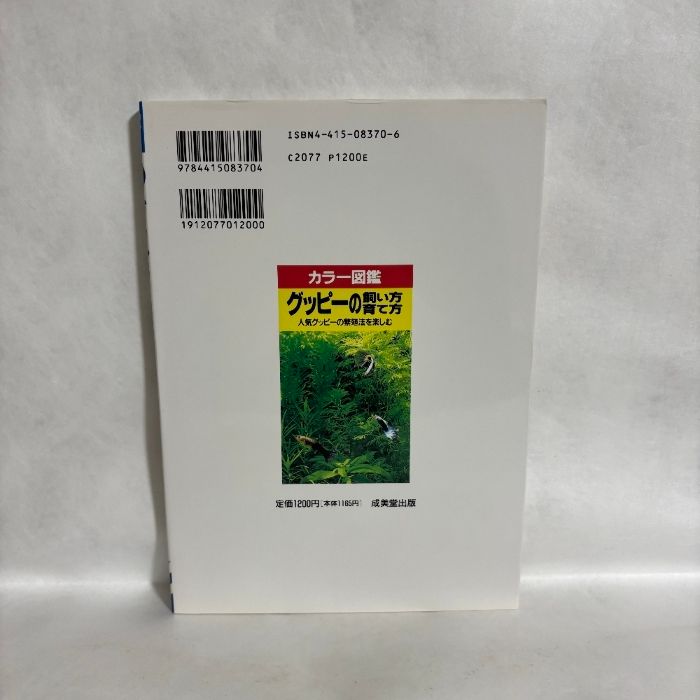 ISBN4-415-08370-6
C2077 P1200E
9784415083704
1912077012000
カラー図鑑
グッピーの飼い方
育て方
人気グッピーの繁殖法を楽しむ
定価1200円[本体1165円] 成美堂出版